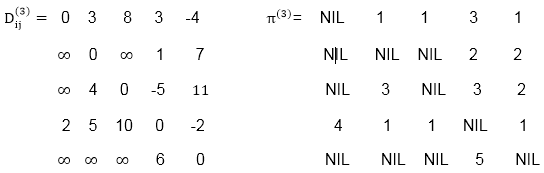 D_ij^(3) = 0 3 8 3 -4 π^(3)= NIL 1 1 3 1
∞ 0 ∞ 1 7 NIL NIL NIL 2 2
∞ 4 0 -5 11 NIL 3 NIL 3 2
2 5 10 0 -2 4 1 1 NIL 1
∞ ∞ ∞ 6 0 NIL NIL NIL 5 NIL